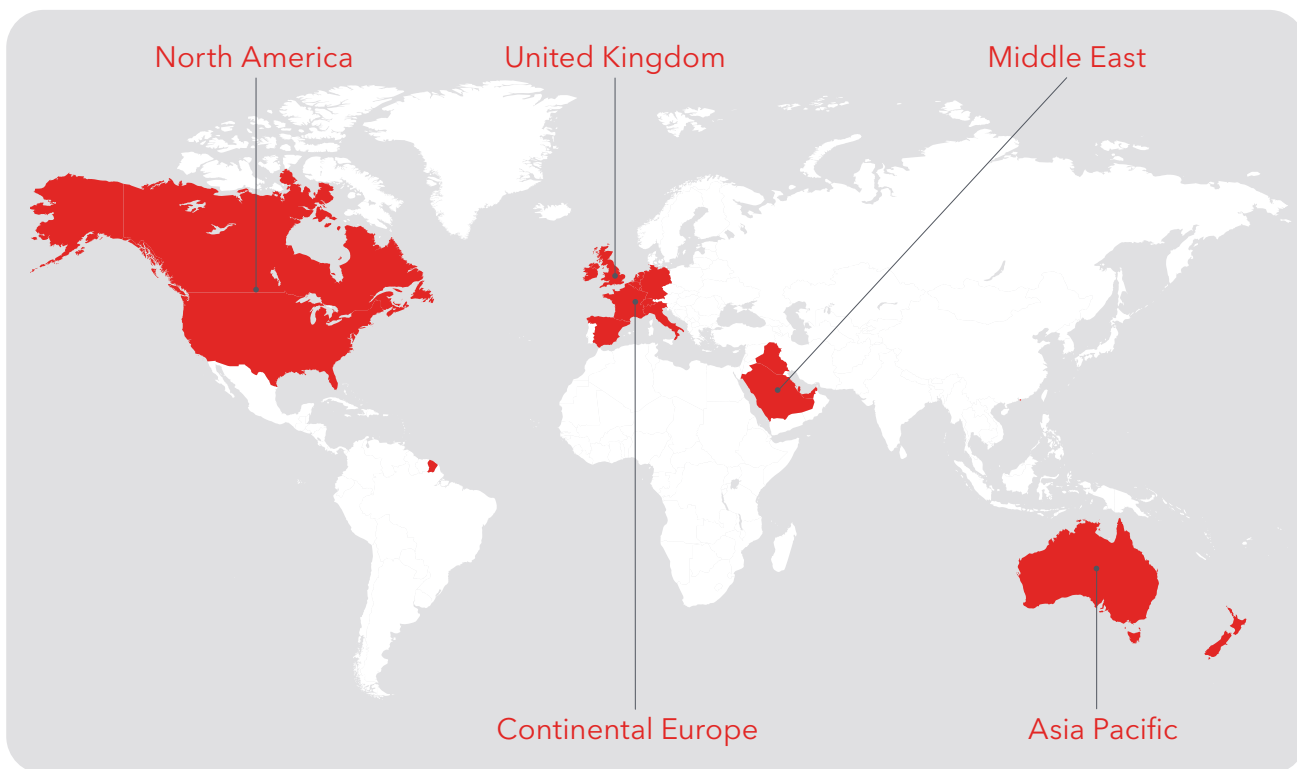 North America
United Kingdom
Middle East
Continental Europe
Asia Pacific